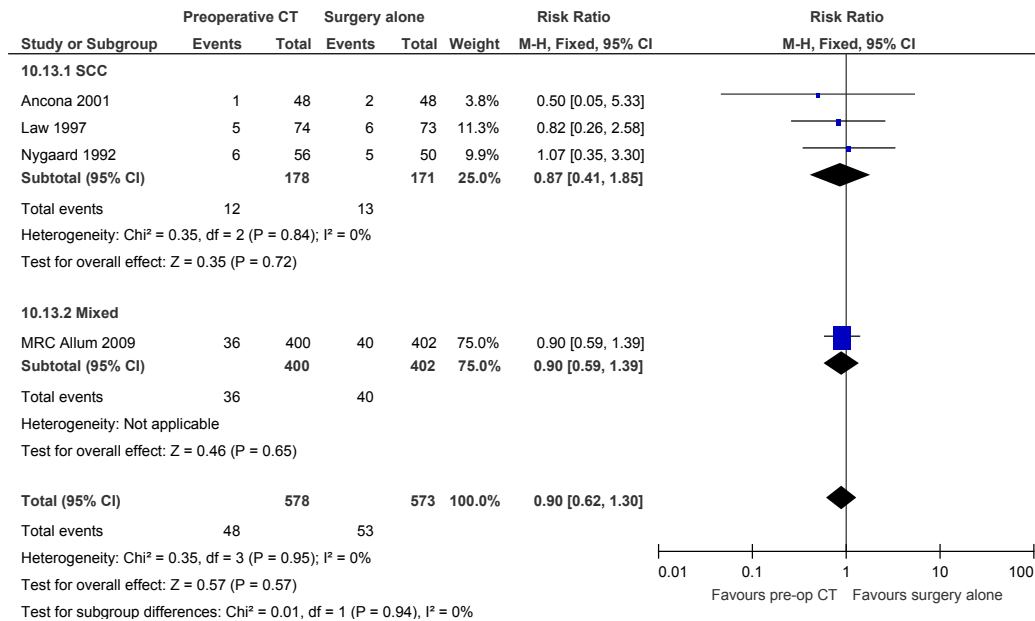 Preoperative CT Surgery alone Risk Ratio Risk Ratio
Study or Subgroup Events Total Events Total Weight M-H, Fixed, 95% CI M-H, Fixed, 95% CI
10.13.1 SCC
Ancona 2001 1 48 2 48 3.8% 0.50 [0.05, 5.33]
Law 1997 5 74 6 73 11.3% 0.82 [0.26, 2.58]
Nygaard 1992 6 56 5 50 9.9% 1.07 [0.35, 3.30]
Subtotal (95% CI) 178 171 25.0% 0.87 [0.41, 1.85]
Total events 12 13
Heterogeneity: Chi² = 0.35, df = 2 (P = 0.84); I² = 0%
Test for overall effect: Z = 0.35 (P = 0.72)
10.13.2 Mixed
MRC Allum 2009 36 400 40 402 75.0% 0.90 [0.59, 1.39]
Subtotal (95% CI) 400 402 75.0% 0.90 [0.59, 1.39]
Total events 36 40
Heterogeneity: Not applicable
Test for overall effect: Z = 0.46 (P = 0.65)
Total (95% CI) 578 573 100.0% 0.90 [0.62, 1.30]
Total events 48 53
Heterogeneity: Chi² = 0.35, df = 3 (P = 0.95); I² = 0%
Test for overall effect: Z = 0.57 (P = 0.57)
Test for subgroup differences: Chi² = 0.01, df = 1 (P = 0.94), I² = 0%
0.01 0.1 1 10 100
Favours pre-op CT Favours surgery alone